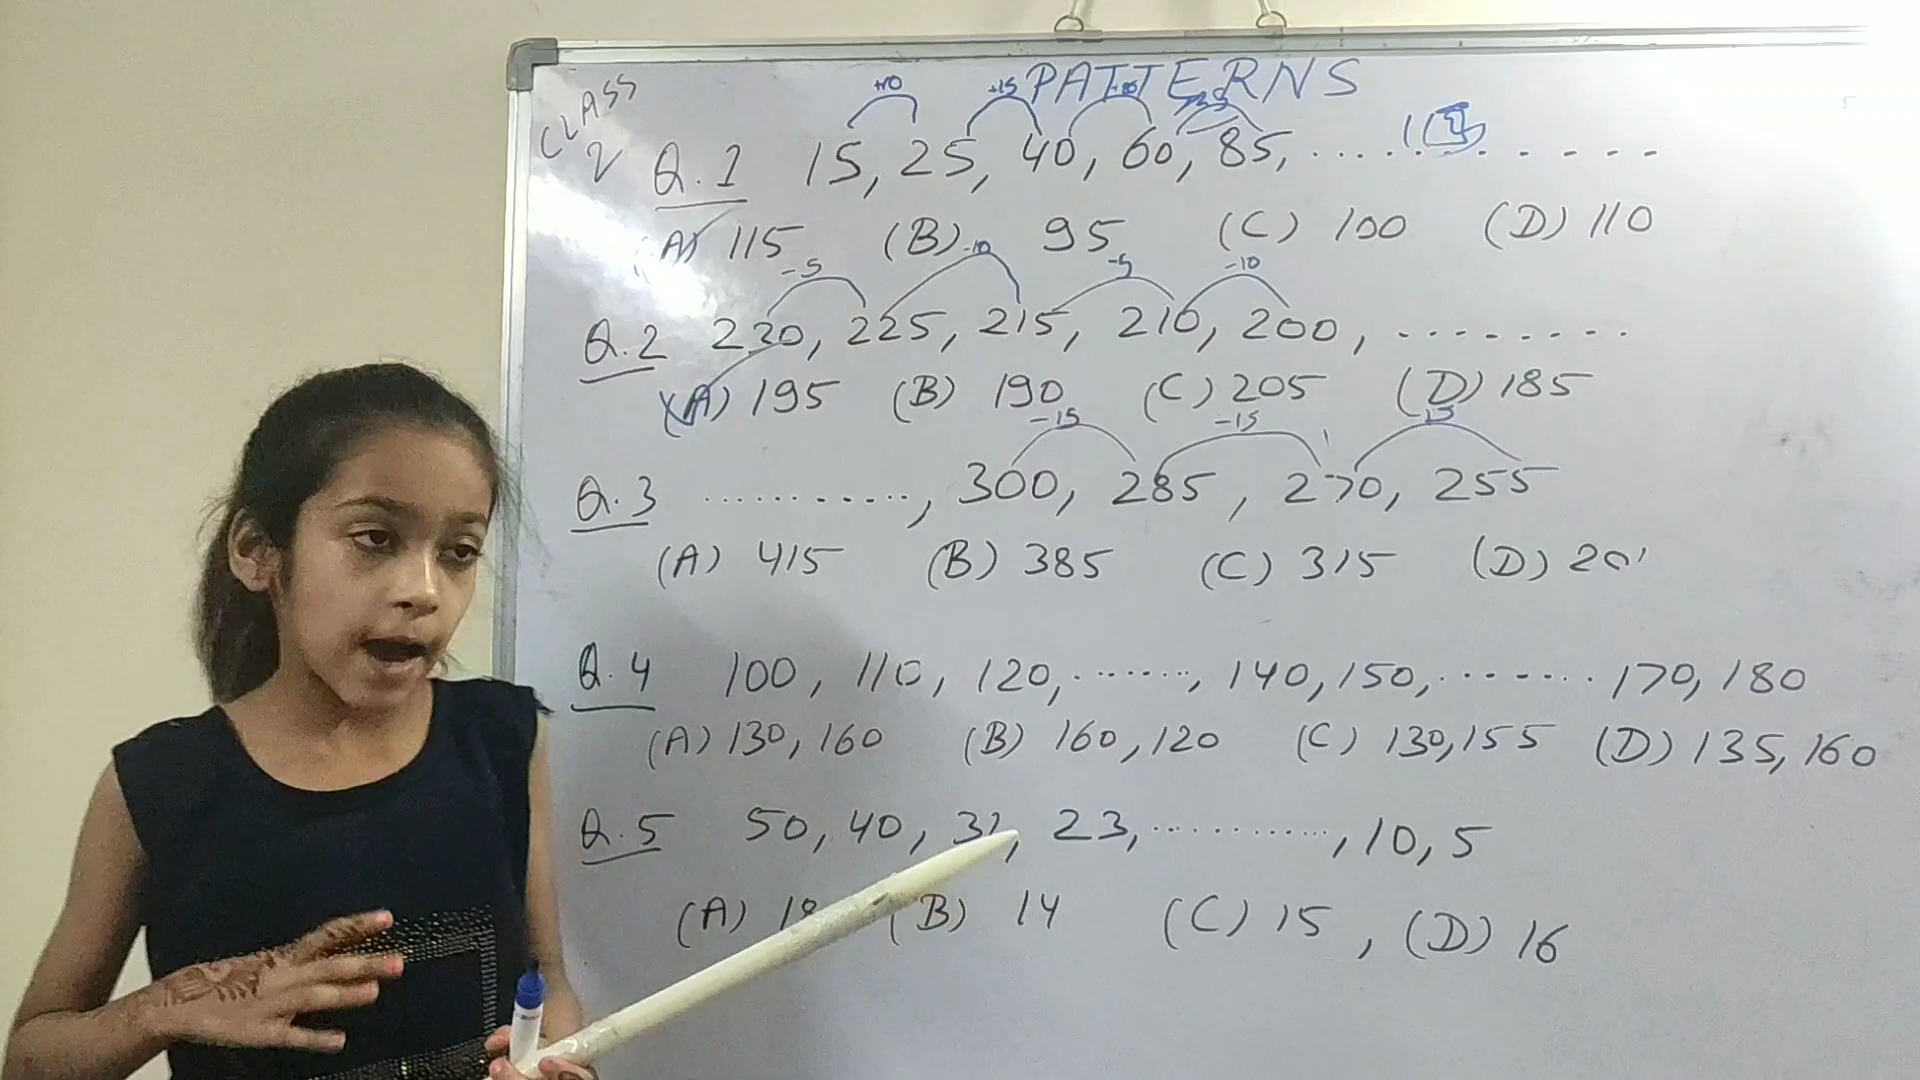 CLASS 2
PATTERNS
+10 +15
Q.1 15, 25, 40, 60, 85, ............
(A) 115 (B) 95 (C) 100 (D) 110
-5 -10 -5 -10
Q.2 230, 225, 215, 210, 200, ........
(A) 195 (B) 190 (C) 205 (D) 185
-15 -15 15
Q.3 ..........., 300, 285, 270, 255
(A) 415 (B) 385 (C) 315 (D)
Q.4 100, 110, 120, ......., 140, 150, ........ 170, 180
(A) 130, 160 (B) 160, 120 (C) 130, 155 (D) 135, 160
Q.5 50, 40, 23, ............, 10, 5
(A) (B) 14 (C) 15, (D) 16